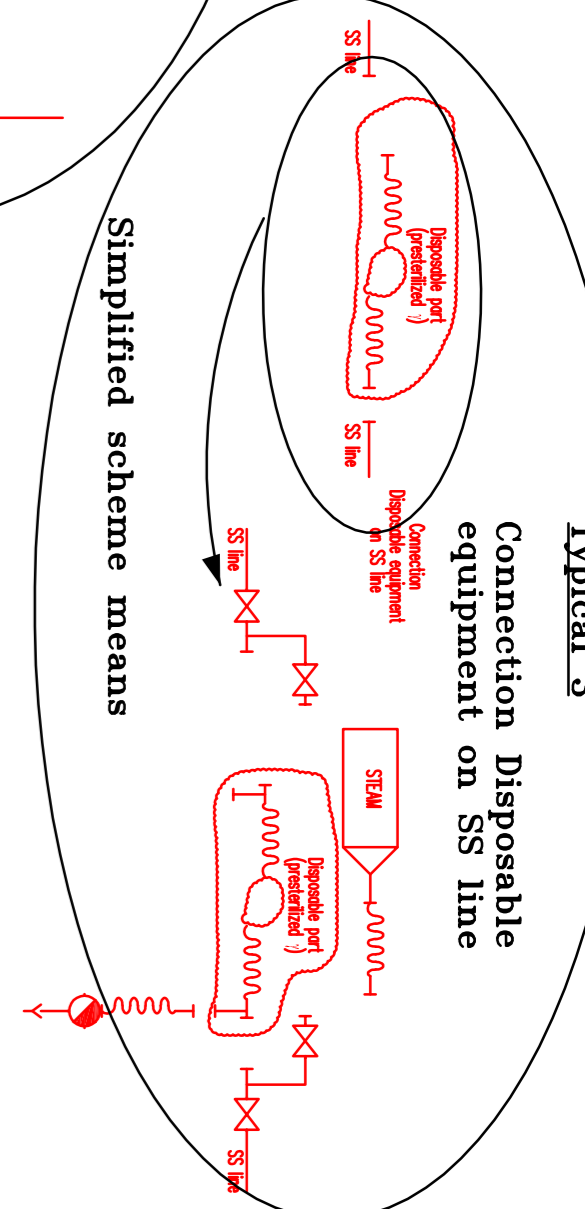 Typical 3
Connection Disposable
equipment on SS line
SS line
Disposable part
(presterilized γ)
SS line
Connection
Disposable equipment
on SS line
Simplified scheme means
SS line
STEAM
Disposable part
(presterilized γ)
SS line